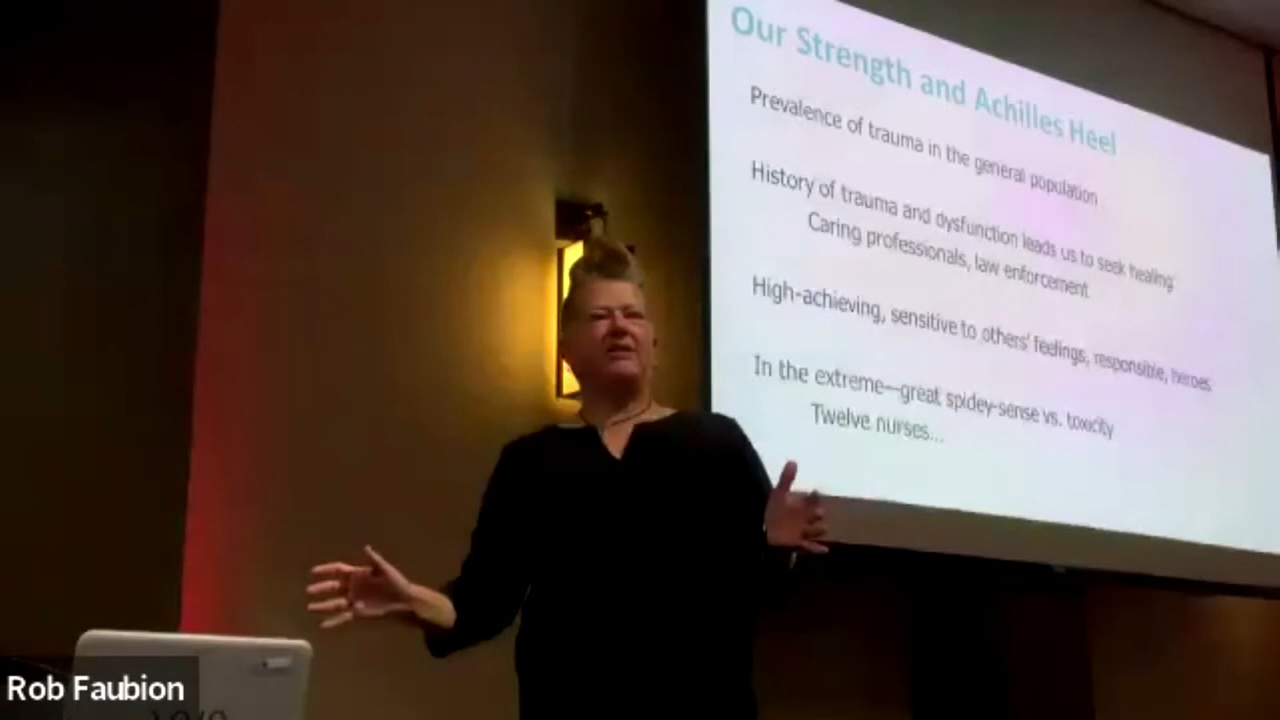 Our Strength and Achilles Heel
Prevalence of trauma in the general population
History of trauma and dysfunction leads us to seek healing
Caring professionals, law enforcement
High-achieving, sensitive to others' feelings, responsible, heroes
In the extreme—great spidey-sense vs. toxicity
Twelve nurses...
Rob Faubion